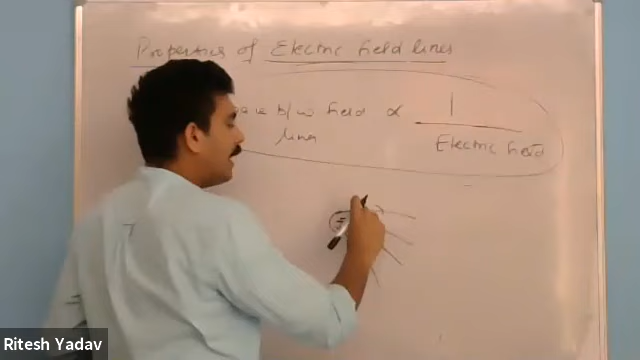 Properties of Electric field lines
b/w field ∝ 1
lines Electric field
Ritesh Yadav